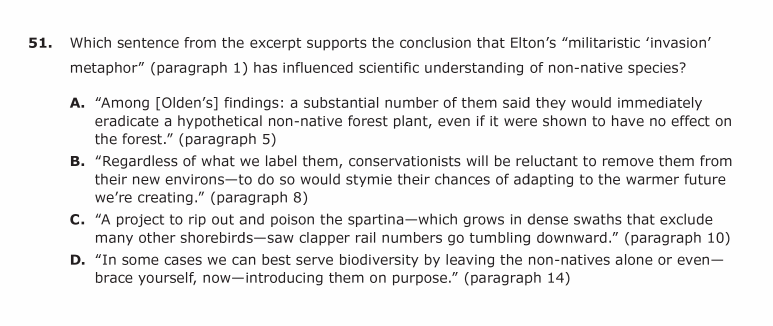 51. Which sentence from the excerpt supports the conclusion that Elton’s “militaristic ‘invasion’
metaphor” (paragraph 1) has influenced scientific understanding of non-native species?
A. “Among [Olden’s] findings: a substantial number of them said they would immediately
eradicate a hypothetical non-native forest plant, even if it were shown to have no effect on
the forest.” (paragraph 5)
B. “Regardless of what we label them, conservationists will be reluctant to remove them from
their new environs—to do so would stymie their chances of adapting to the warmer future
we’re creating.” (paragraph 8)
C. “A project to rip out and poison the spartina—which grows in dense swaths that exclude
many other shorebirds—saw clapper rail numbers go tumbling downward.” (paragraph 10)
D. “In some cases we can best serve biodiversity by leaving the non-natives alone or even—
brace yourself, now—introducing them on purpose.” (paragraph 14)